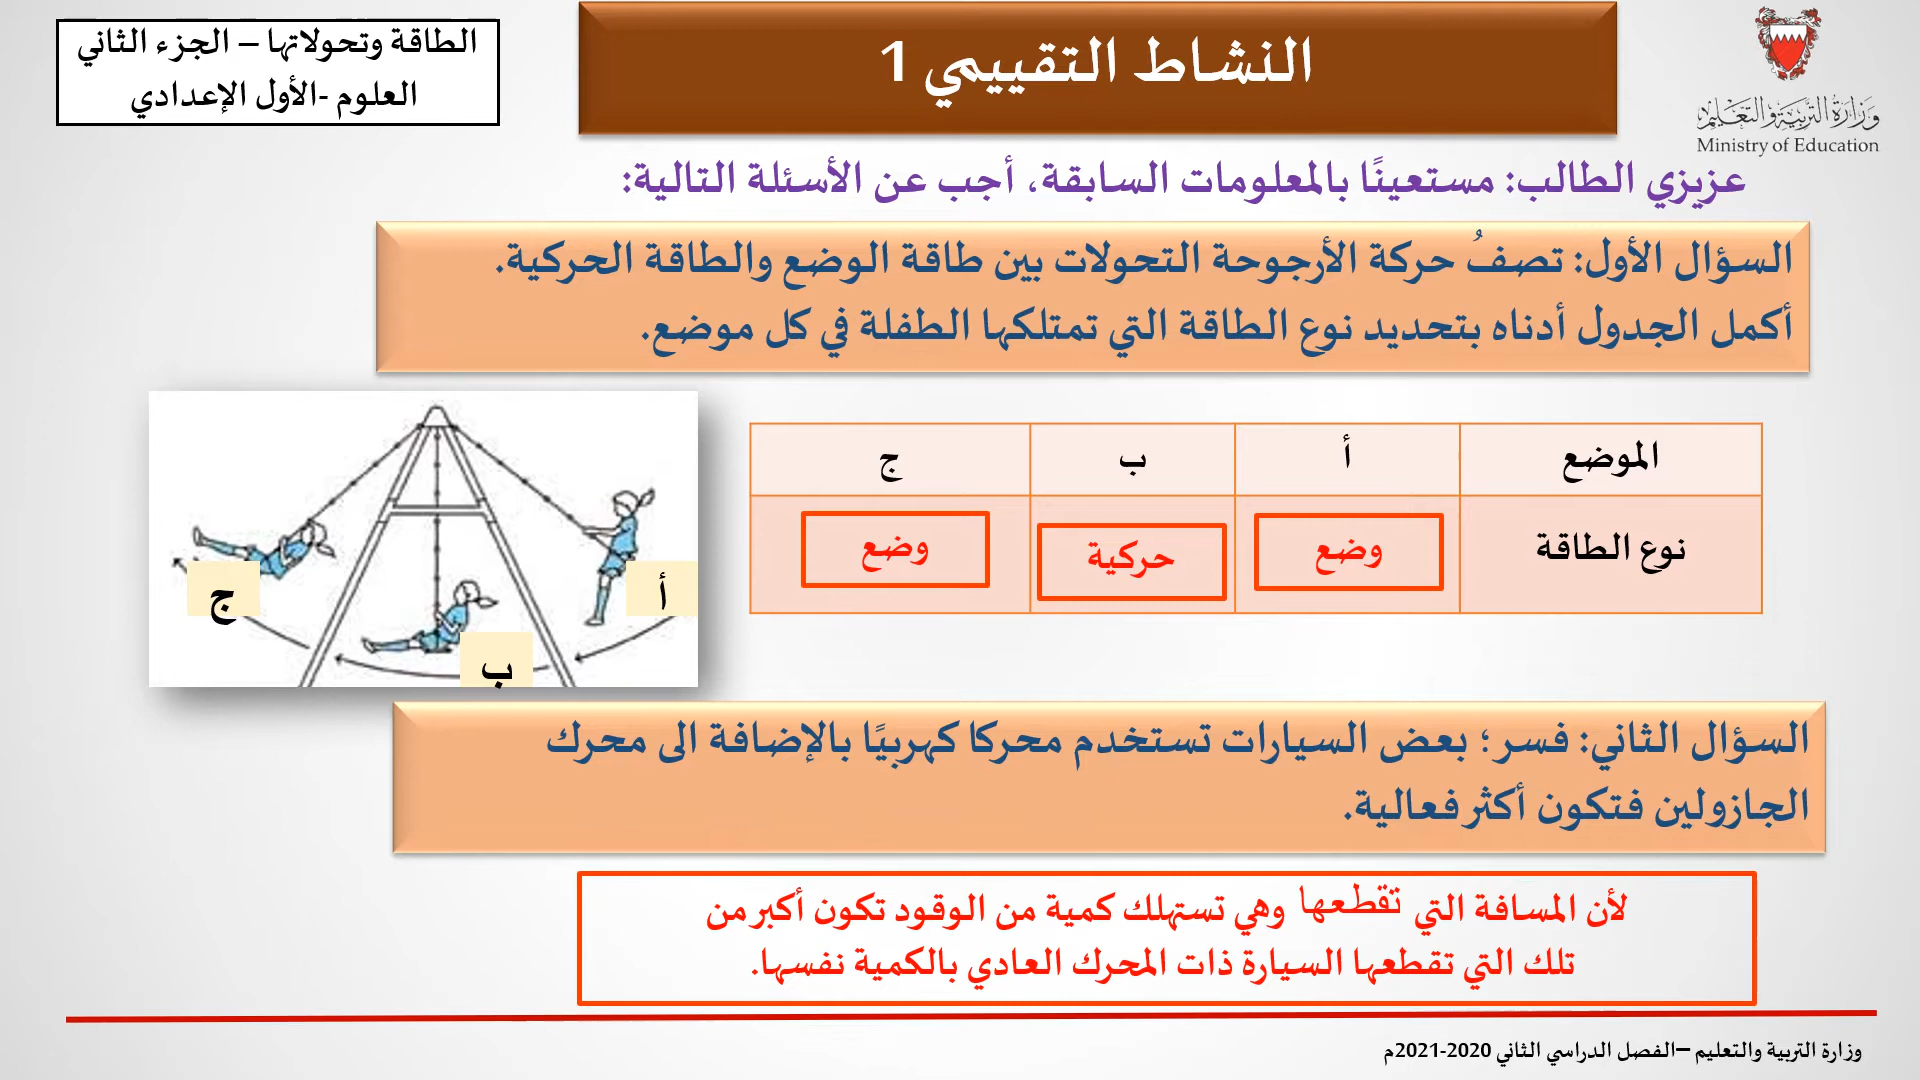 الطاقة وتحولاتها – الجزء الثاني
العلوم -الأول الإعدادي
النشاط التقييمي 1
وزارة التربية والتعليم
Ministry of Education
عزيزي الطالب: مستعينًا بالمعلومات السابقة، أجب عن الأسئلة التالية:
السؤال الأول: تصفُ حركة الأرجوحة التحولات بين طاقة الوضع والطاقة الحركية.
أكمل الجدول أدناه بتحديد نوع الطاقة التي تمتلكها الطفلة في كل موضع.
الموضع أ ب ج
نوع الطاقة وضع حركية وضع
أ
ب
ج
السؤال الثاني: فسر؛ بعض السيارات تستخدم محركا كهربيًا بالإضافة الى محرك
الجازولين فتكون أكثر فعالية.
لأن المسافة التي تقطعها وهي تستهلك كمية من الوقود تكون أكبر من
تلك التي تقطعها السيارة ذات المحرك العادي بالكمية نفسها.
وزارة التربية والتعليم –الفصل الدراسي الثاني 2020-2021م